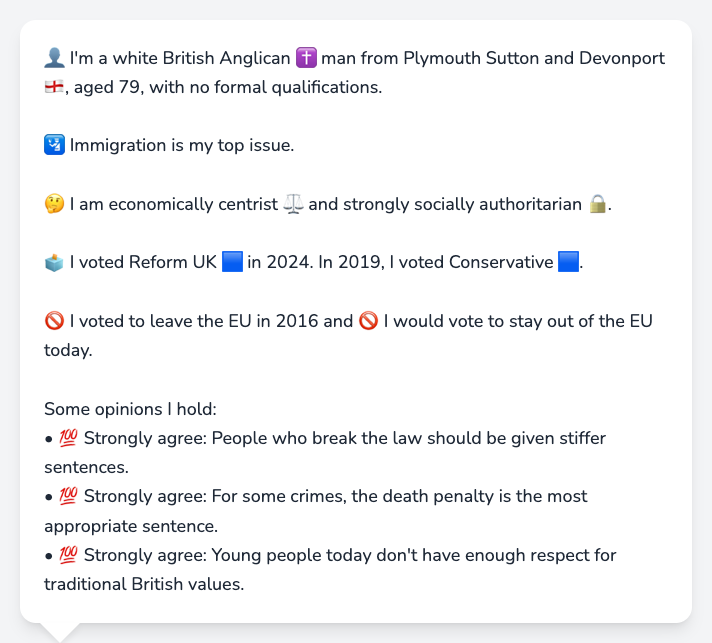 👤 I'm a white British Anglican ✝️ man from Plymouth Sutton and Devonport
🏴󠁧󠁢󠁥󠁮󠁧󠁿, aged 79, with no formal qualifications.
🛂 Immigration is my top issue.
🤔 I am economically centrist ⚖️ and strongly socially authoritarian 🔒.
🗳️ I voted Reform UK 🟦 in 2024. In 2019, I voted Conservative 🟦.
🚫 I voted to leave the EU in 2016 and 🚫 I would vote to stay out of the EU
today.
Some opinions I hold:
• 💯 Strongly agree: People who break the law should be given stiffer
sentences.
• 💯 Strongly agree: For some crimes, the death penalty is the most
appropriate sentence.
• 💯 Strongly agree: Young people today don't have enough respect for
traditional British values.